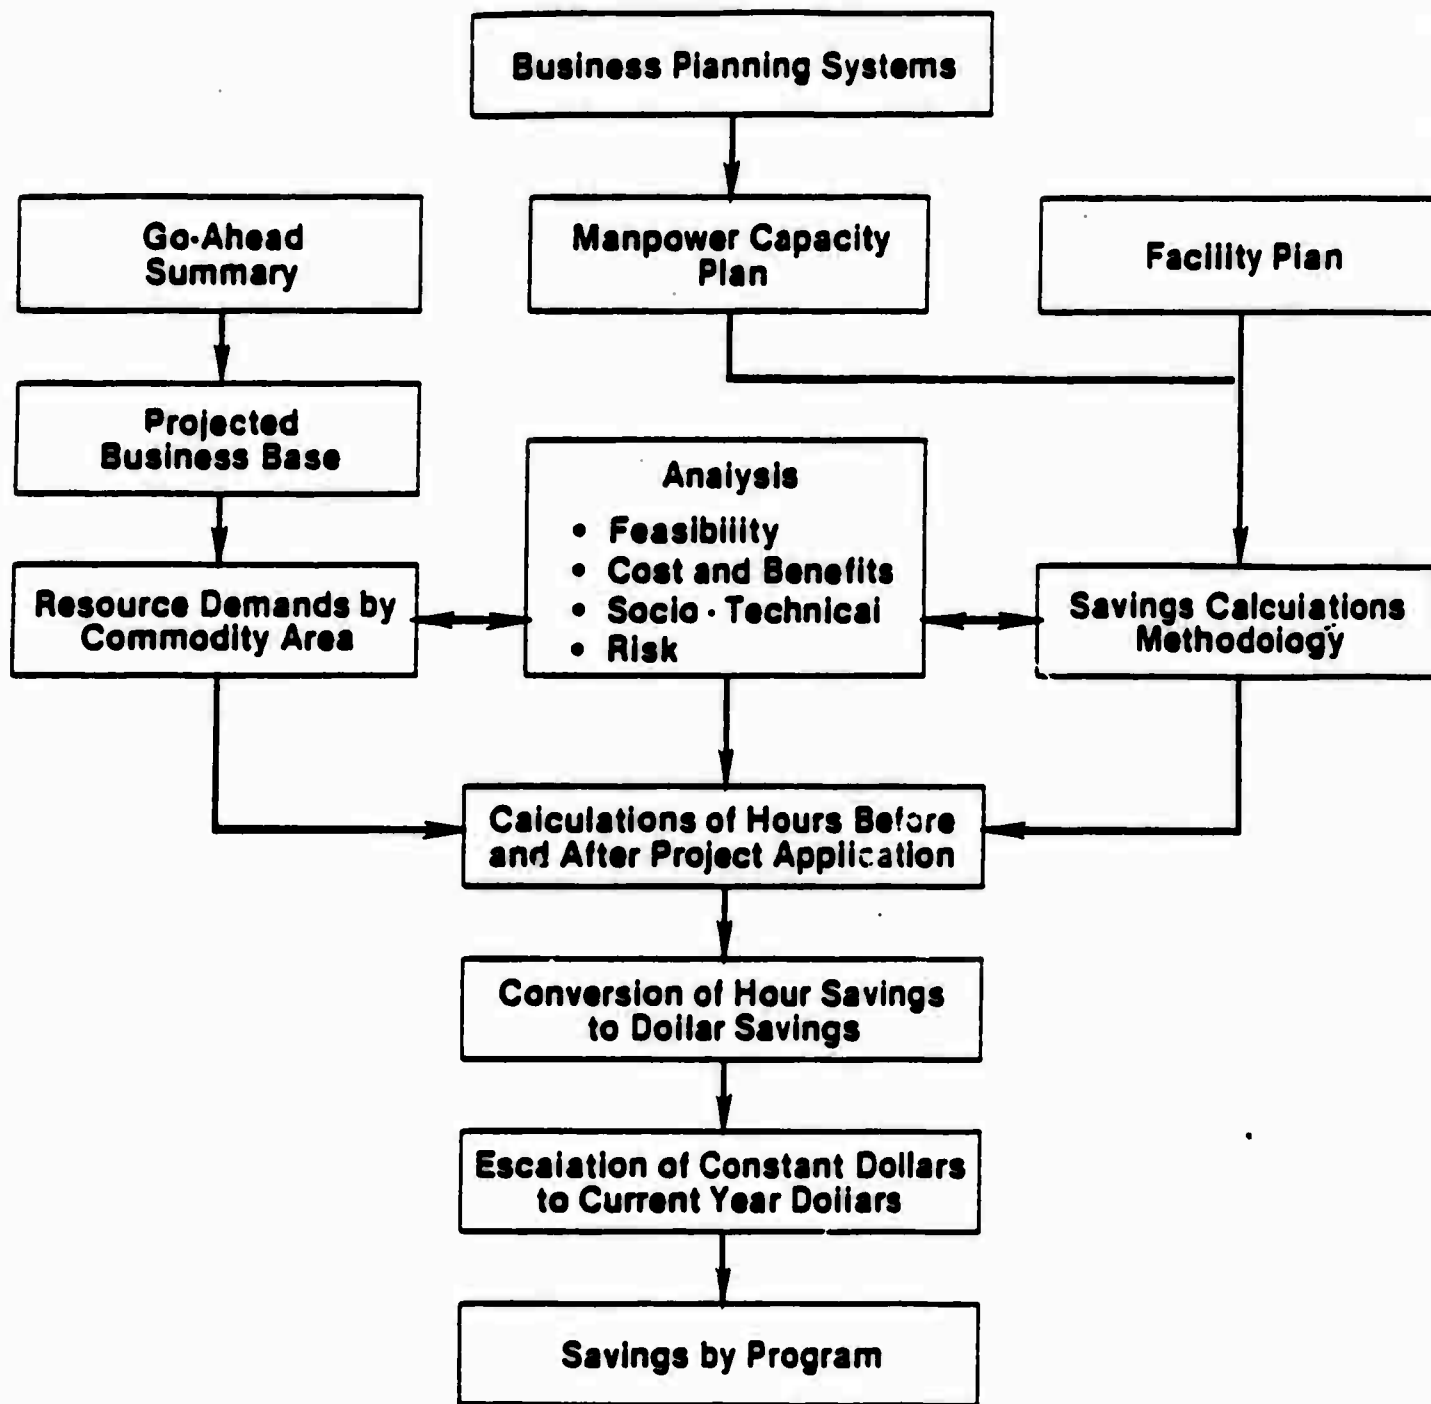 Business Planning Systems
Go-Ahead
Summary
Manpower Capacity
Plan
Facility Plan
Projected
Business Base
Analysis
• Feasibility
• Cost and Benefits
• Socio - Technical
• Risk
Resource Demands by
Commodity Area
Savings Calculations
Methodology
Calculations of Hours Before
and After Project Application
Conversion of Hour Savings
to Dollar Savings
Escalation of Constant Dollars
to Current Year Dollars
Savings by Program